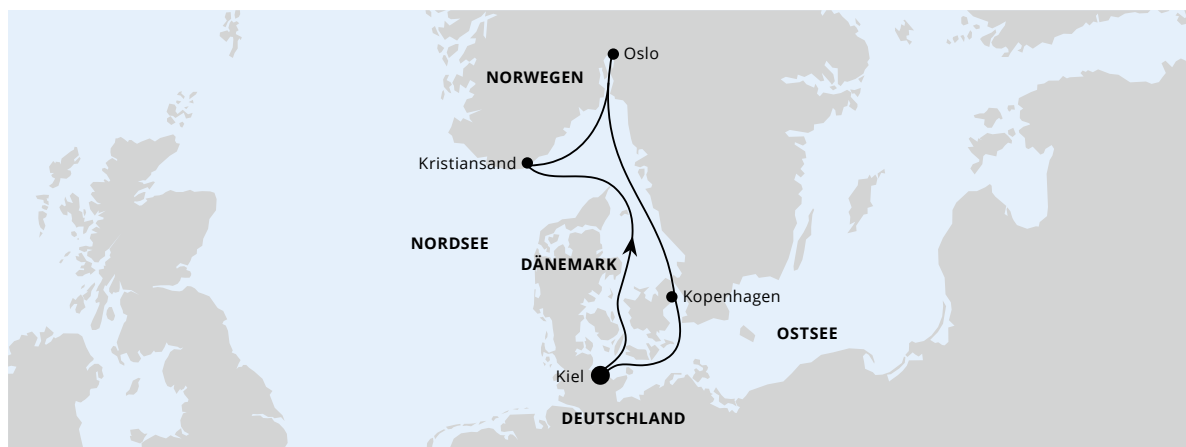 Oslo
NORWEGEN
Kristiansand
NORDSEE
DÄNEMARK
Kopenhagen
OSTSEE
Kiel
DEUTSCHLAND